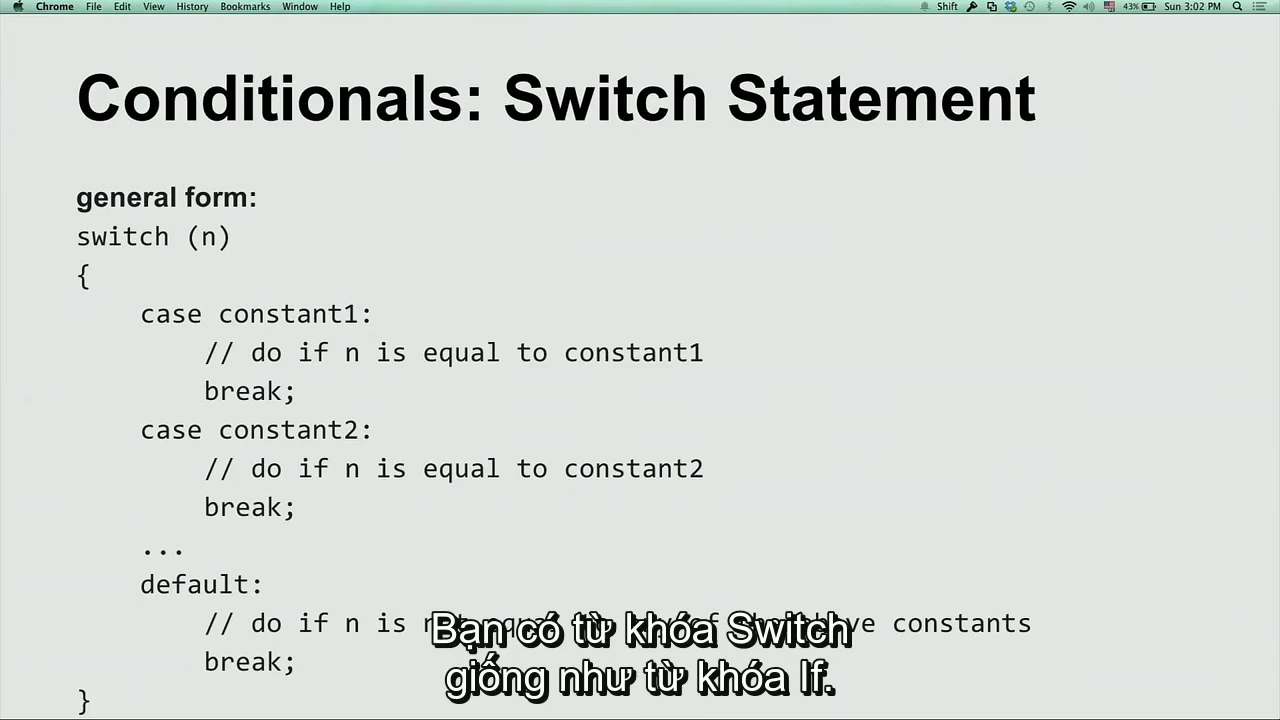 Chrome File Edit View History Bookmarks Window Help Shift 43% Sun 3:02 PM
Conditionals: Switch Statement
general form:
switch (n)
{
case constant1:
// do if n is equal to constant1
break;
case constant2:
// do if n is equal to constant2
break;
...
default:
// do if n is constants
break;
}
Bạn có từ khóa Switch
giống như từ khóa If.